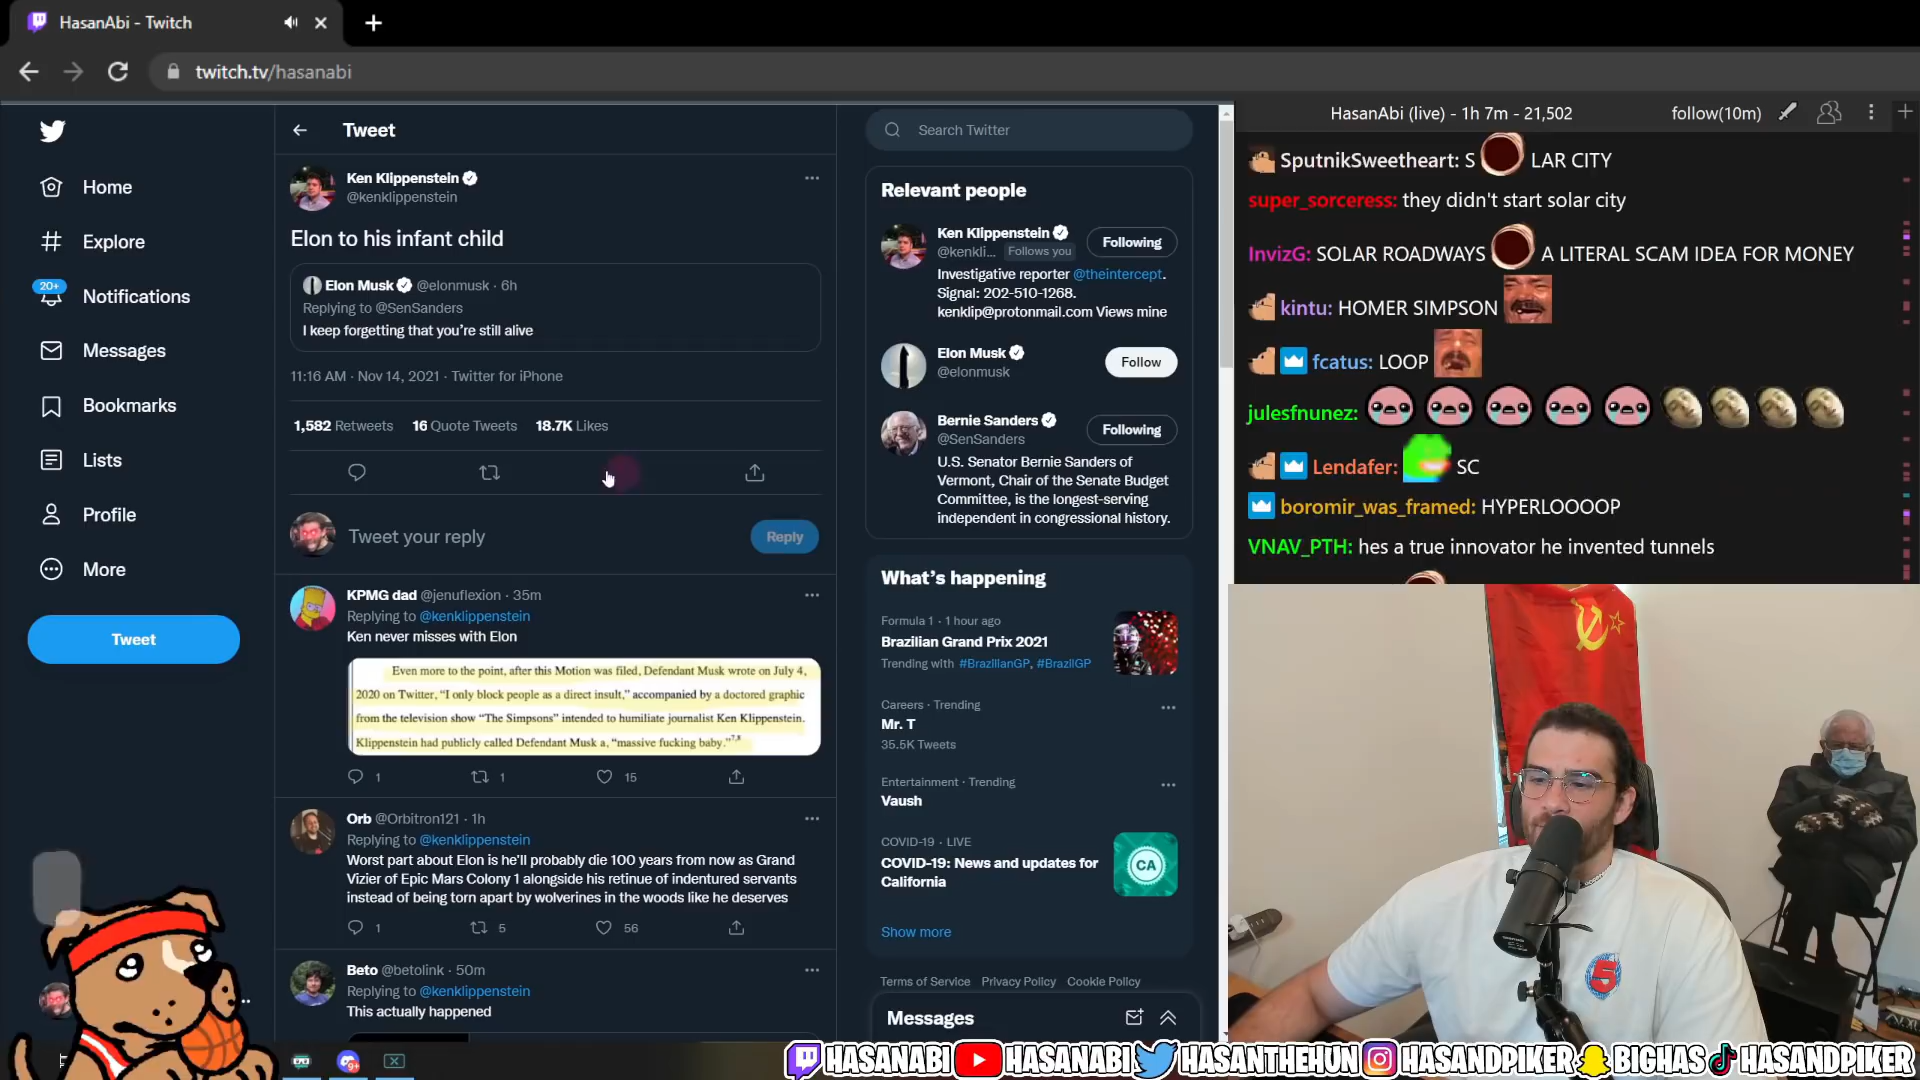 HasanAbi - Twitch
twitch.tv/hasanabi
Home
Explore
20+
Notifications
Messages
Bookmarks
Lists
Profile
More
Tweet
Tweet
Ken Klippenstein
@kenklippenstein
Elon to his infant child
Elon Musk @elonmusk · 6h
Replying to @SenSanders
I keep forgetting that you’re still alive
11:16 AM · Nov 14, 2021 · Twitter for iPhone
1,582 Retweets 16 Quote Tweets 18.7K Likes
Tweet your reply
Reply
KPMG dad @jenuflexion · 35m
Replying to @kenklippenstein
Ken never misses with Elon
Even more to the point, after this Motion was filed, Defendant Musk wrote on July 4,
2020 on Twitter, “I only block people as a direct insult,” accompanied by a doctored graphic
from the television show “The Simpsons” intended to humiliate journalist Ken Klippenstein.
Klippenstein had publicly called Defendant Musk a, “massive fucking baby.”7,8
1 1 15
Orb @Orbitron121 · 1h
Replying to @kenklippenstein
Worst part about Elon is he’ll probably die 100 years from now as Grand
Vizier of Epic Mars Colony 1 alongside his retinue of indentured servants
instead of being torn apart by wolverines in the woods like he deserves
1 5 56
Beto @betolink · 50m
Replying to @kenklippenstein
This actually happened
Search Twitter
Relevant people
Ken Klippenstein
@kenkli... Follows you
Following
Investigative reporter @theintercept.
Signal: 202-510-1268.
kenklip@protonmail.com Views mine
Elon Musk
@elonmusk
Follow
Bernie Sanders
@SenSanders
Following
U.S. Senator Bernie Sanders of
Vermont, Chair of the Senate Budget
Committee, is the longest-serving
independent in congressional history.
What’s happening
Formula 1 · 1 hour ago
Brazilian Grand Prix 2021
Trending with #BrazilianGP, #BrazilGP
Careers · Trending
Mr. T
35.5K Tweets
Entertainment · Trending
Vaush
COVID-19 · LIVE
COVID-19: News and updates for
California
CA
Show more
Terms of Service Privacy Policy Cookie Policy
Messages
HasanAbi (live) - 1h 7m - 21,502 follow(10m)
SputnikSweetheart: S LAR CITY
super_sorceress: they didn't start solar city
InvizG: SOLAR ROADWAYS A LITERAL SCAM IDEA FOR MONEY
kintu: HOMER SIMPSON
fcatus: LOOP
julesfnunez:
Lendafer: SC
boromir_was_framed: HYPERLOOOOP
VNAV_PTH: hes a true innovator he invented tunnels
5
9+
HASANABI HASANABI HASANTHEHUN HASANDPIKER BIGHAS HASANDPIKER